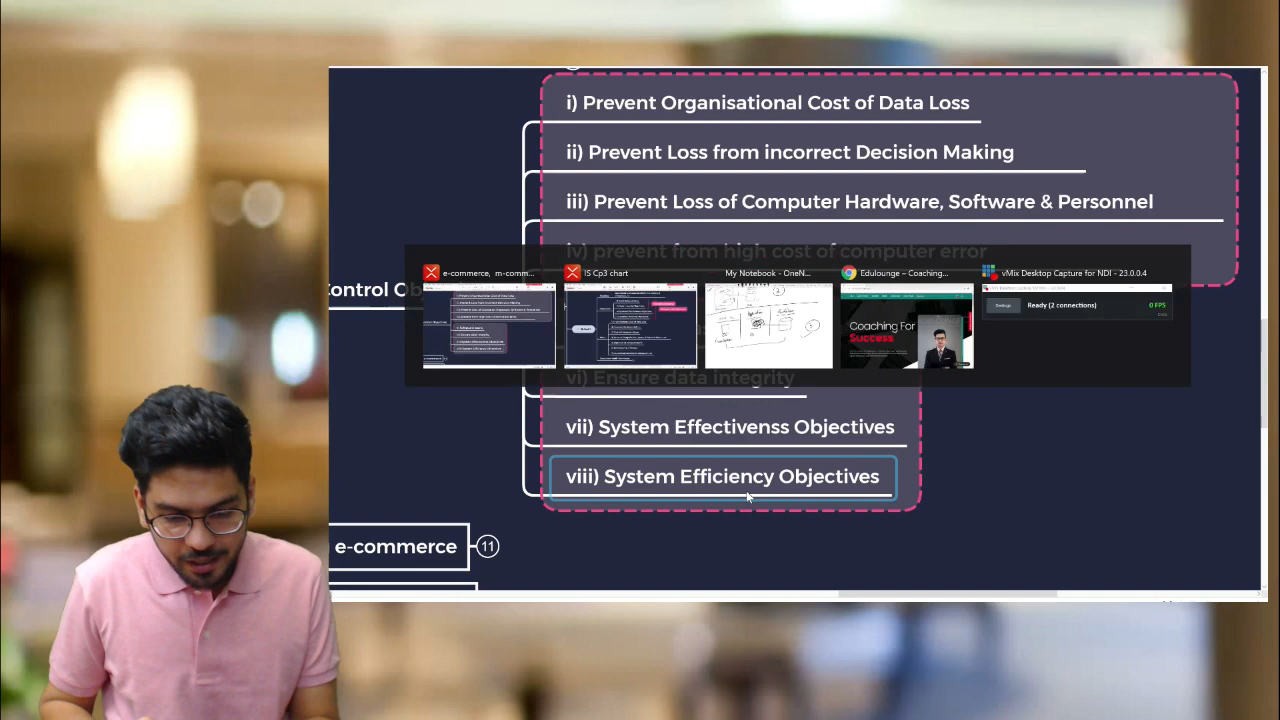 i) Prevent Organisational Cost of Data Loss
ii) Prevent Loss from incorrect Decision Making
iii) Prevent Loss of Computer Hardware, Software & Personnel
iv) prevent from high cost of computer error
ontrol Ob
e-commerce, m-comm...
IS Cp3 chart
My Notebook - OneN...
Edulounge – Coaching...
vMix Desktop Capture for NDI - 23.0.0.4
Settings
Ready (2 connections)
0 FPS
Coaching For
Success
vi) Ensure data integrity
vii) System Effectivenss Objectives
viii) System Efficiency Objectives
e-commerce
11